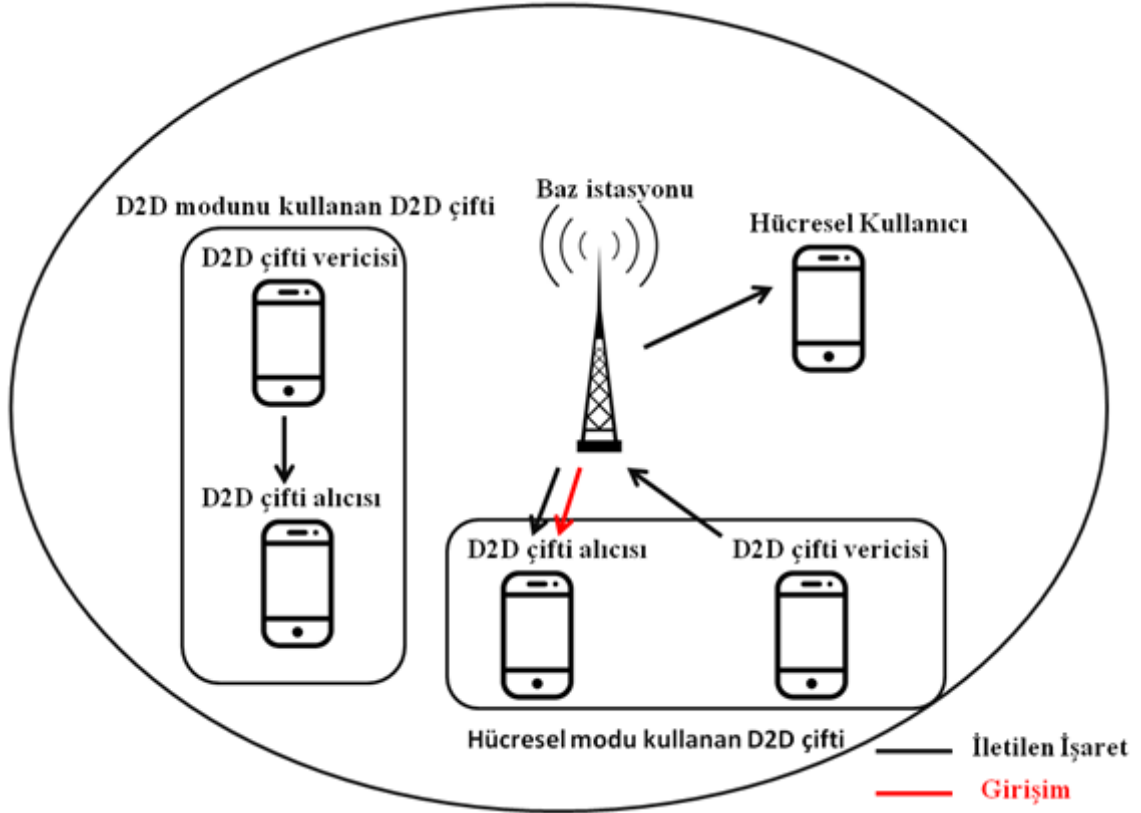 Baz istasyonu
D2D modunu kullanan D2D çifti
Hücresel Kullanıcı
D2D çifti vericisi
D2D çifti alıcısı
D2D çifti alıcısı
D2D çifti vericisi
Hücresel modu kullanan D2D çifti
İletilen İşaret
Girişim